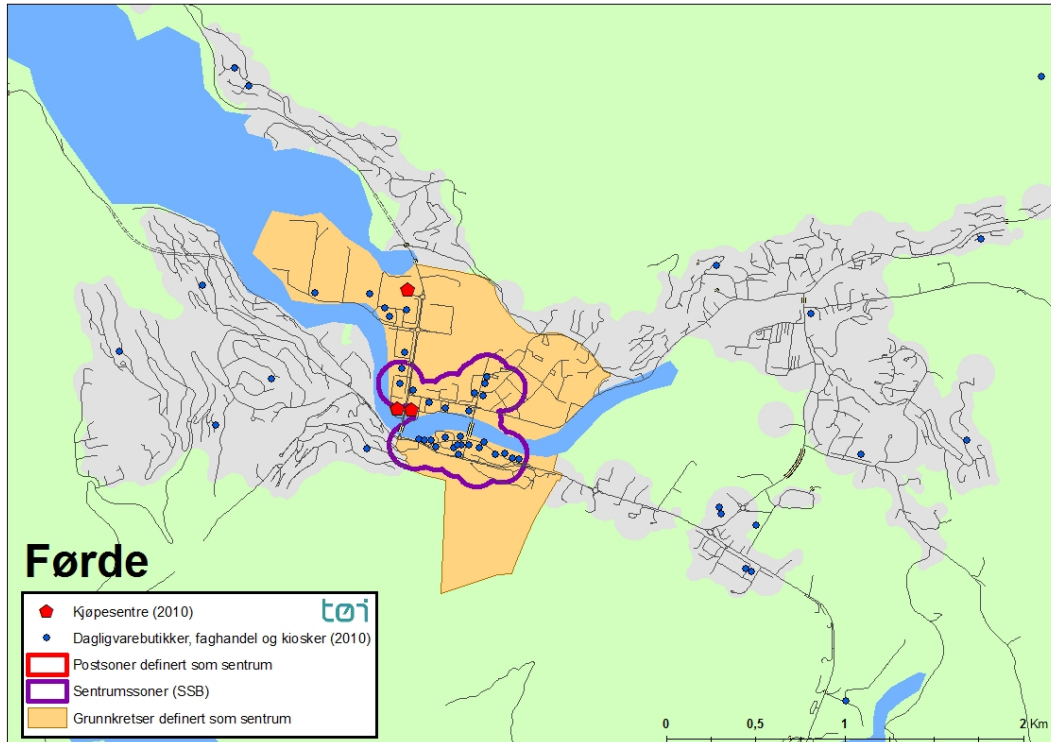 Førde
tøi
Kjøpesentre (2010)
Dagligvarebutikker, faghandel og kiosker (2010)
Postsoner definert som sentrum
Sentrumssoner (SSB)
Grunnkretser definert som sentrum
0 0,5 1 2 Km